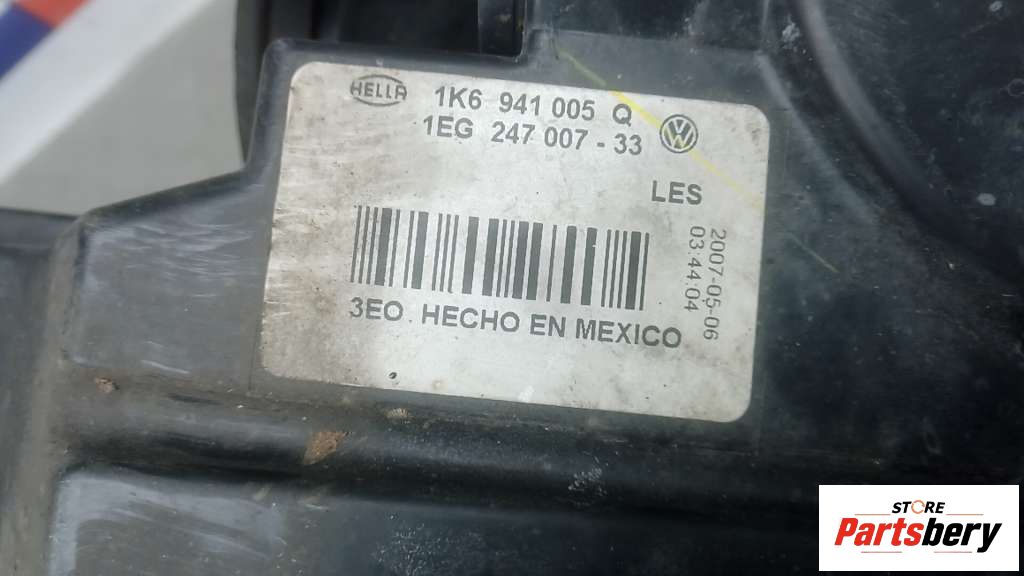 HELLA 1K6 941 005 Q
1EG 247 007 - 33
LES
2007-05-06
03:44:04
3EO HECHO EN MEXICO
STORE
Partsbery